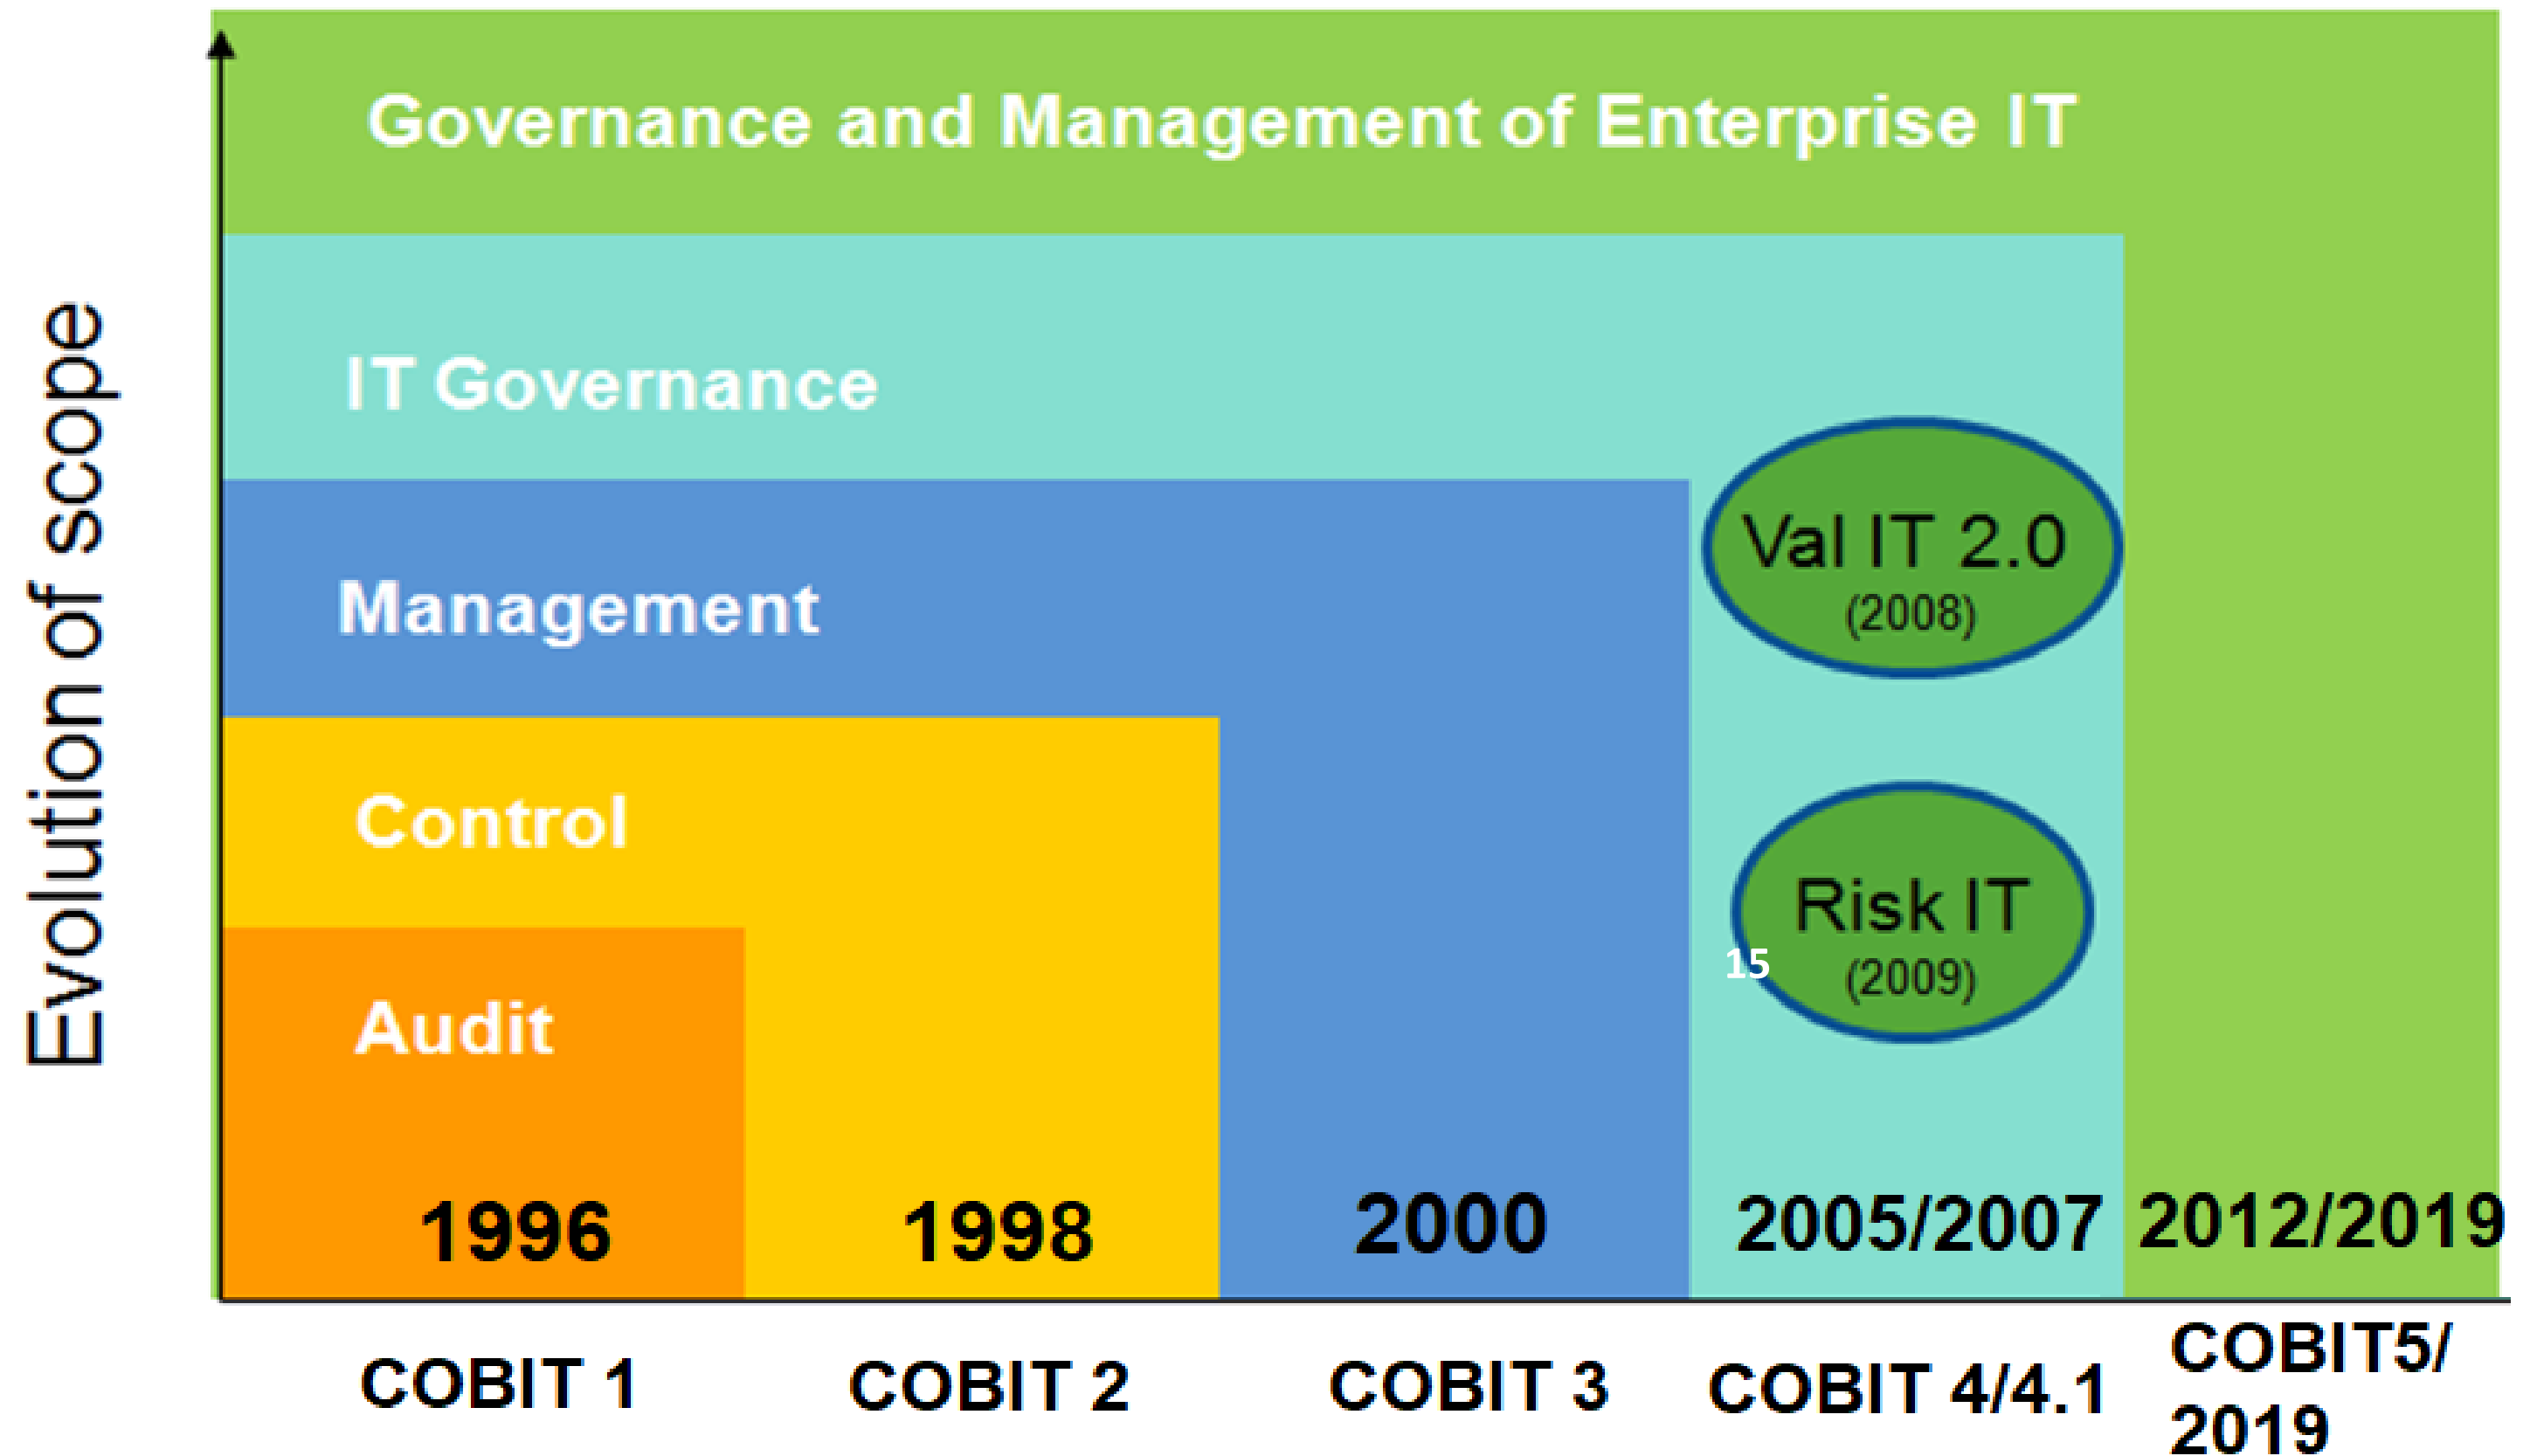 Evolution of scope
Governance and Management of Enterprise IT
IT Governance
Management
Control
Audit
Val IT 2.0
(2008)
Risk IT
15
(2009)
1996
1998
2000
2005/2007
2012/2019
COBIT 1
COBIT 2
COBIT 3
COBIT 4/4.1
COBIT5/
2019